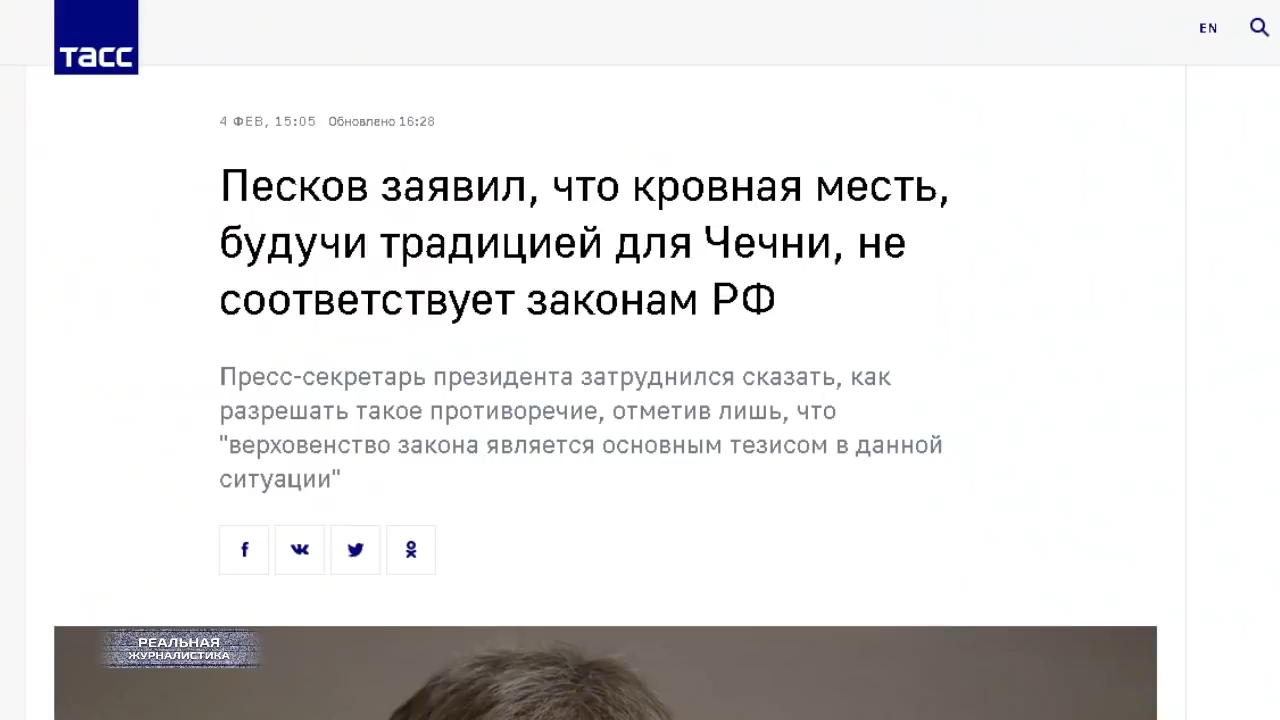 тасс
EN
4 ФЕВ, 15:05 Обновлено 16:28
Песков заявил, что кровная месть,
будучи традицией для Чечни, не
соответствует законам РФ
Пресс-секретарь президента затруднился сказать, как
разрешать такое противоречие, отметив лишь, что
"верховенство закона является основным тезисом в данной
ситуации"
РЕАЛЬНАЯ
ЖУРНАЛИСТИКА